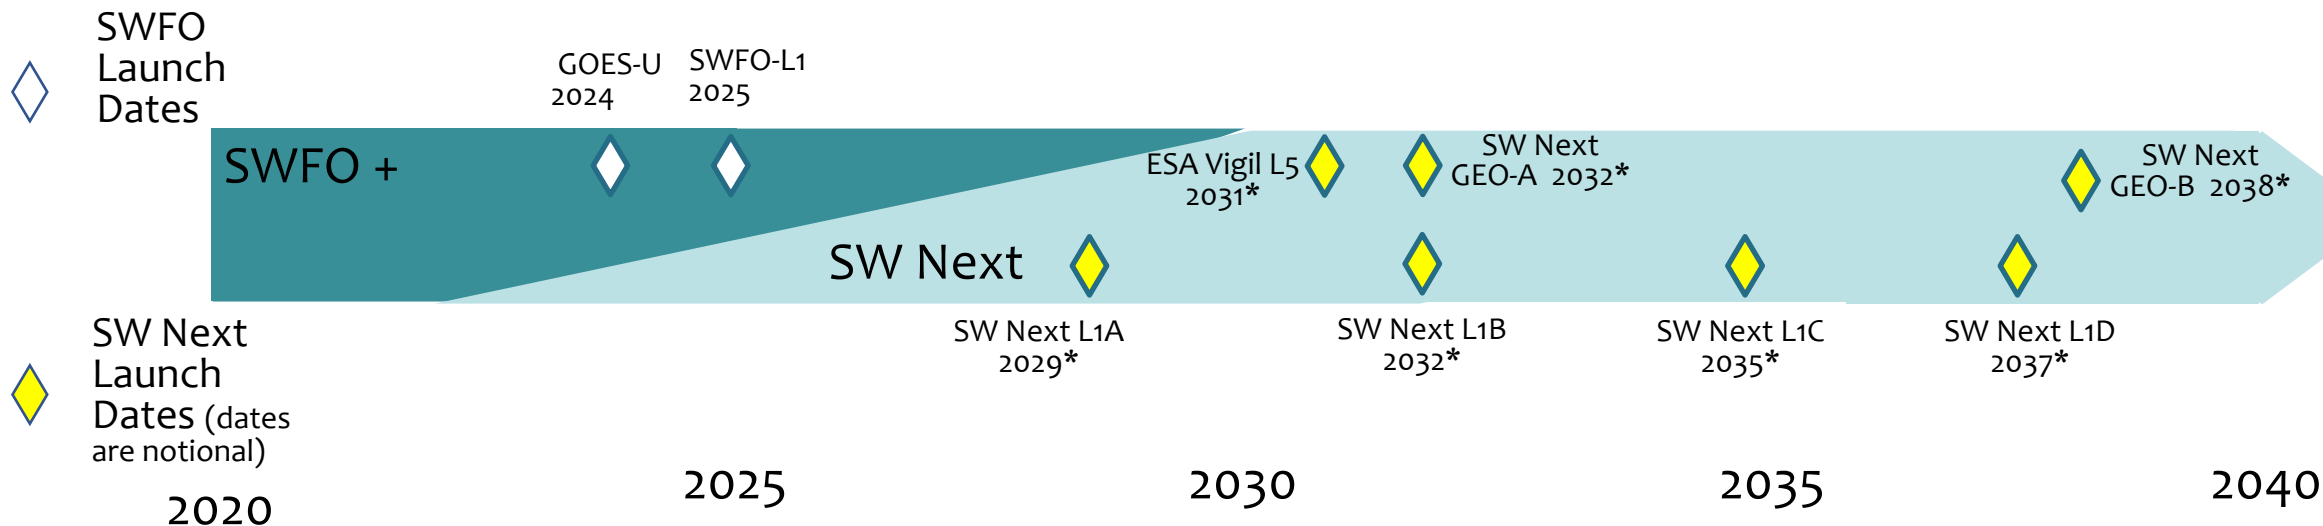 SWFO
Launch
Dates
GOES-U
2024
SWFO-L1
2025
SWFO +
ESA Vigil L5
2031*
SW Next
GEO-A 2032*
SW Next
GEO-B 2038*
SW Next
SW Next
Launch
Dates (dates
are notional)
SW Next L1A
2029*
SW Next L1B
2032*
SW Next L1C
2035*
SW Next L1D
2037*
2020
2025
2030
2035
2040